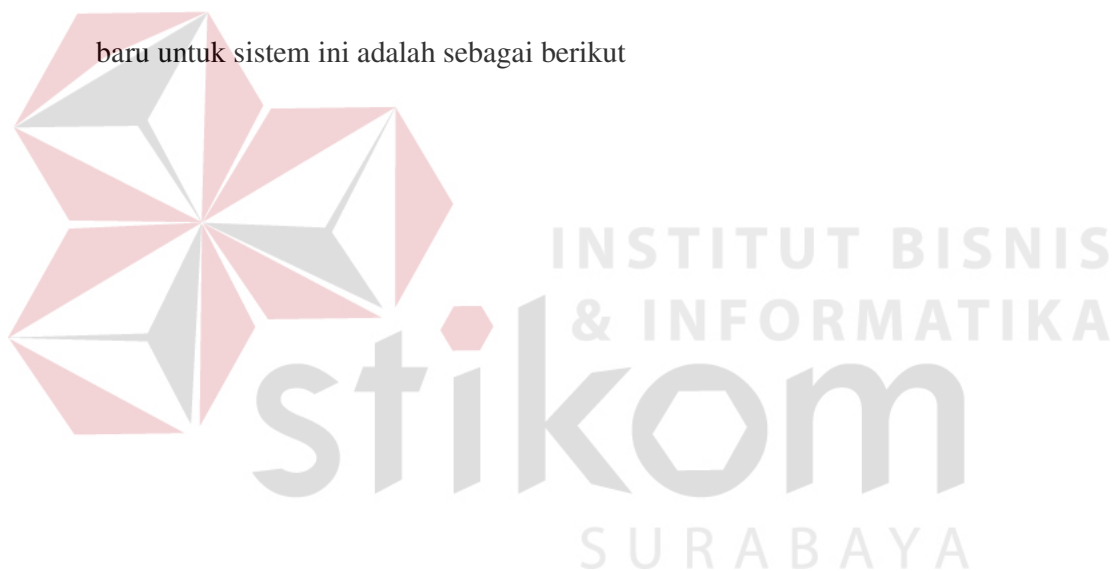 baru untuk sistem ini adalah sebagai berikut
INSTITUT BISNIS
& INFORMATIKA
stikom
SURABAYA